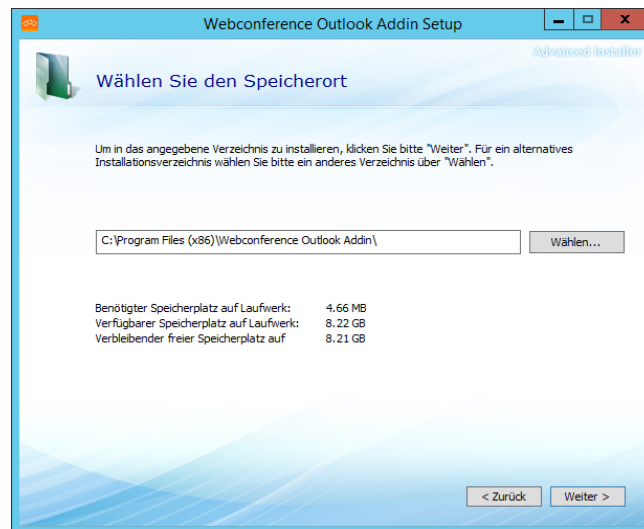 Webconference Outlook Addin Setup
Advanced Installer
Wählen Sie den Speicherort
Um in das angegebene Verzeichnis zu installieren, klicken Sie bitte "Weiter". Für ein alternatives
Installationsverzeichnis wählen Sie bitte ein anderes Verzeichnis über "Wählen".
C:\Program Files (x86)\Webconference Outlook Addin\
Wählen...
Benötigter Speicherplatz auf Laufwerk: 4.66 MB
Verfügbarer Speicherplatz auf Laufwerk: 8.22 GB
Verbleibender freier Speicherplatz auf 8.21 GB
< Zurück Weiter >